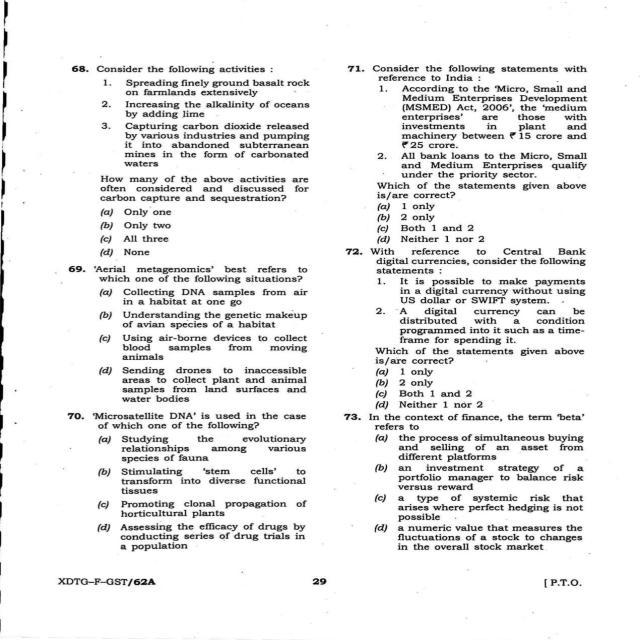 68. Consider the following activities :
1. Spreading finely ground basalt rock
on farmlands extensively
2. Increasing the alkalinity of oceans
by adding lime
3. Capturing carbon dioxide released
by various industries and pumping
it into abandoned subterranean
mines in the form of carbonated
waters
How many of the above activities are
often considered and discussed for
carbon capture and sequestration?
(a) Only one
(b) Only two
(c) All three
(d) None
69. 'Aerial metagenomics' best refers to
which one of the following situations?
(a) Collecting DNA samples from air
in a habitat at one go
(b) Understanding the genetic makeup
of avian species of a habitat
(c) Using air-borne devices to collect
blood samples from moving
animals
(d) Sending drones to inaccessible
areas to collect plant and animal
samples from land surfaces and
water bodies
70. 'Microsatellite DNA' is used in the case
of which one of the following?
(a) Studying the evolutionary
relationships among various
species of fauna
(b) Stimulating 'stem cells' to
transform into diverse functional
tissues
(c) Promoting clonal propagation of
horticultural plants
(d) Assessing the efficacy of drugs by
conducting series of drug trials in
a population
71. Consider the following statements with
reference to India :
1. According to the 'Micro, Small and
Medium Enterprises Development
(MSMED) Act, 2006', the 'medium
enterprises' are those with
investments in plant and
machinery between ₹ 15 crore and
₹ 25 crore.
2. All bank loans to the Micro, Small
and Medium Enterprises qualify
under the priority sector.
Which of the statements given above
is/are correct?
(a) 1 only
(b) 2 only
(c) Both 1 and 2
(d) Neither 1 nor 2
72. With reference to Central Bank
digital currencies, consider the following
statements :
1. It is possible to make payments
in a digital currency without using
US dollar or SWIFT system.
2. A digital currency can be
distributed with a condition
programmed into it such as a time-
frame for spending it.
Which of the statements given above
is/are correct?
(a) 1 only
(b) 2 only
(c) Both 1 and 2
(d) Neither 1 nor 2
73. In the context of finance, the term 'beta'
refers to
(a) the process of simultaneous buying
and selling of an asset from
different platforms
(b) an investment strategy of a
portfolio manager to balance risk
versus reward
(c) a type of systemic risk that
arises where perfect hedging is not
possible
(d) a numeric value that measures the
fluctuations of a stock to changes
in the overall stock market
XDTG-F-GST/62A
29
[ P.T.O.